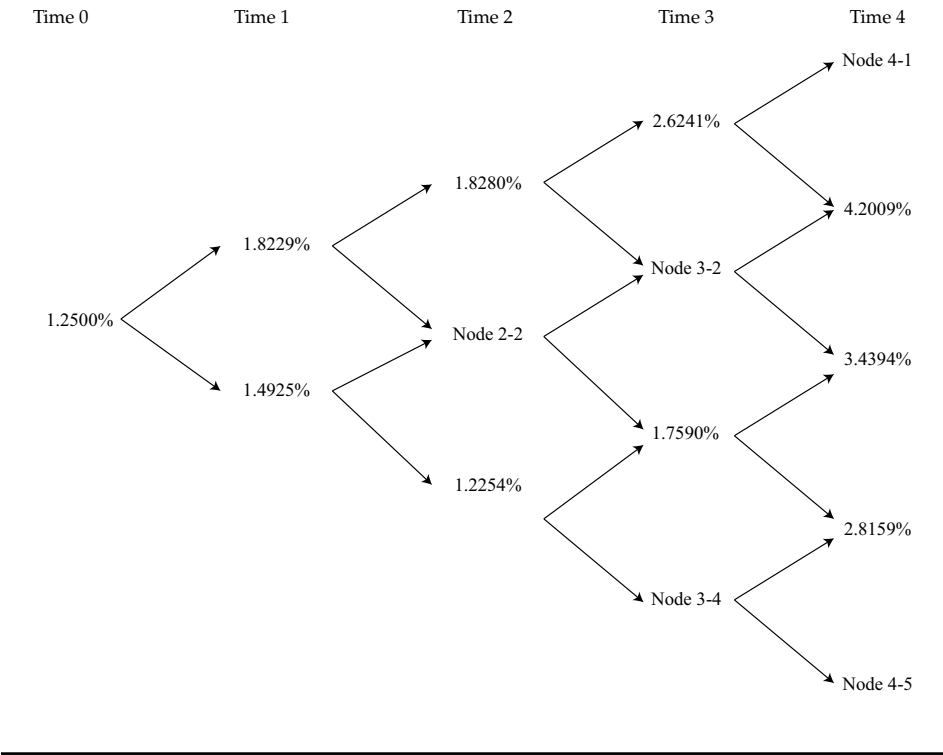 Time 0 Time 1 Time 2 Time 3 Time 4
Node 4-1
2.6241%
1.8280%
4.2009%
1.8229%
Node 3-2
1.2500%
Node 2-2
3.4394%
1.4925%
1.7590%
1.2254%
2.8159%
Node 3-4
Node 4-5